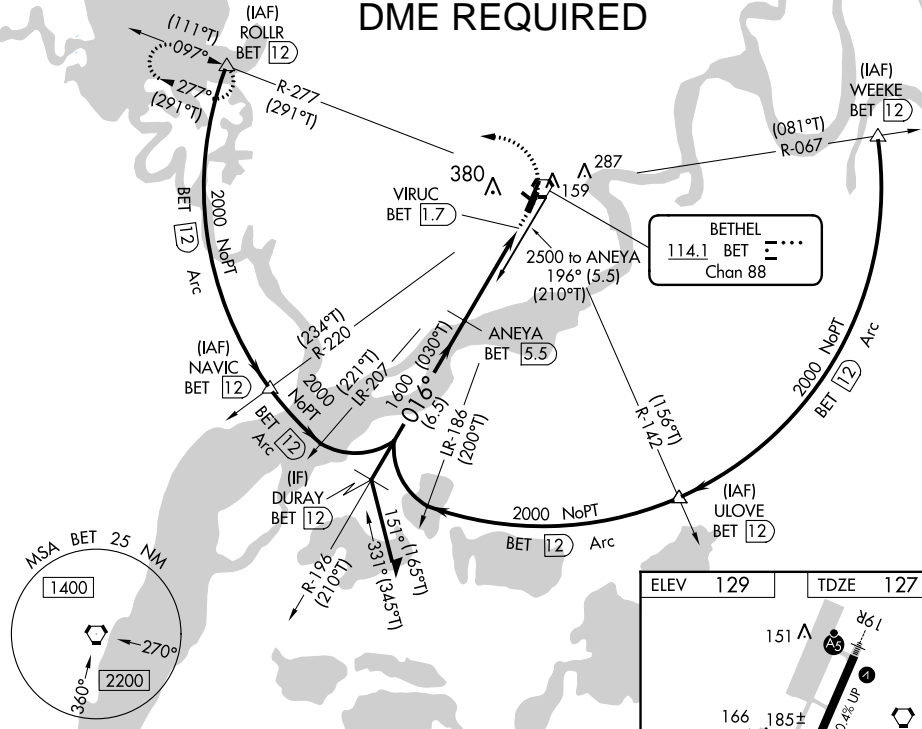 DME REQUIRED
(IAF)
ROLLR
BET 12
(111°T)
097°
277°
(291°T)
R-277
(291°T)
(IAF)
WEEKE
BET 12
(081°T)
R-067
380
287
159
VIRUC
BET 1.7
BETHEL
114.1 BET
Chan 88
2500 to ANEYA
196° (5.5)
(210°T)
BET 12 Arc
2000 NoPT
(234°T)
R-220
(IAF)
NAVIC
BET 12
2000 NoPT
BET 12 Arc
(221°T)
LR-207
1600 (030°T)
016°
(6.5)
ANEYA
BET 5.5
LR-186
(200°T)
(156°T)
R-142
2000 NoPT
BET 12 Arc
(IAF)
ULOVE
BET 12
2000 NoPT
BET 12 Arc
(IF)
DURAY
BET 12
R-196
(210°T)
151° (165°T)
331° (345°T)
MSA BET 25 NM
1400
270°
2200
360°
ELEV 129
TDZE 127
151
A5
19R
0.4% UP
166
185±